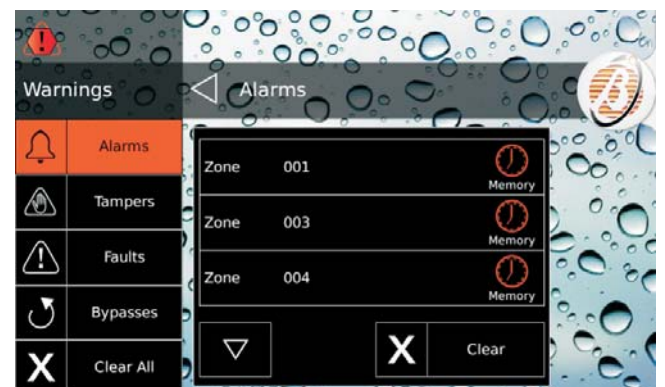 Warnings
Alarms
Alarms
Tampers
Faults
Bypasses
Clear All
Zone 001
Memory
Zone 003
Memory
Zone 004
Memory
X Clear